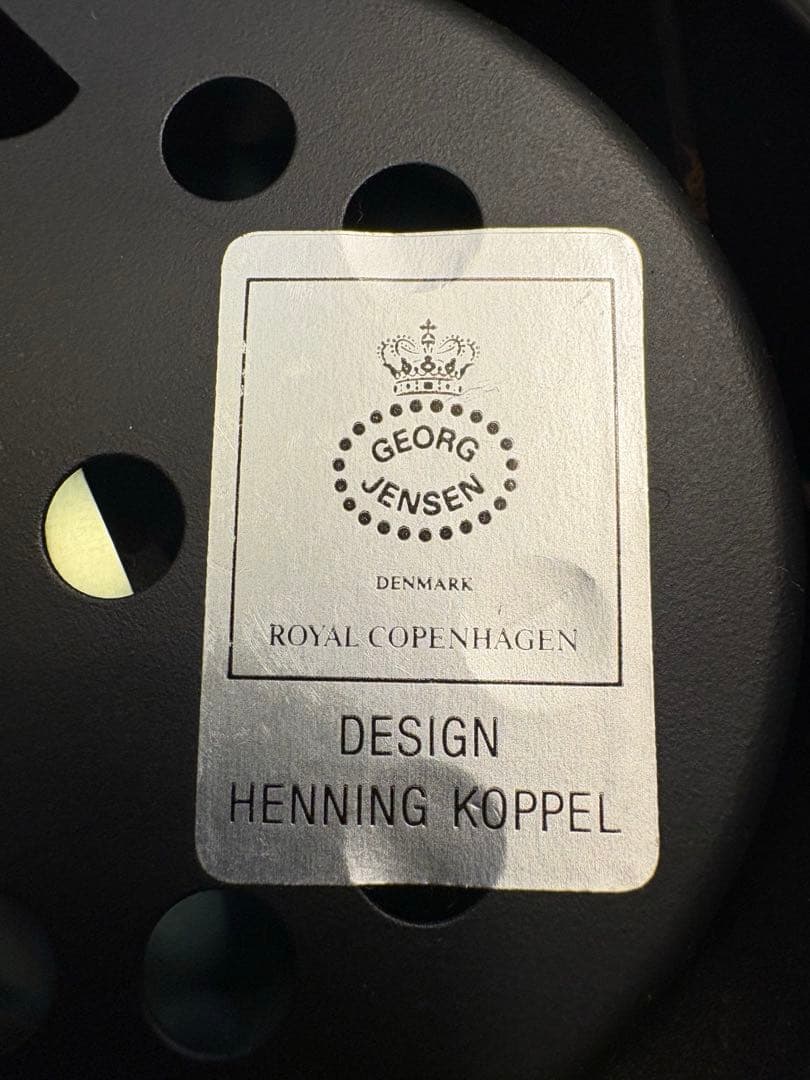 GEORG
JENSEN
DENMARK
ROYAL COPENHAGEN
DESIGN
HENNING KOPPEL